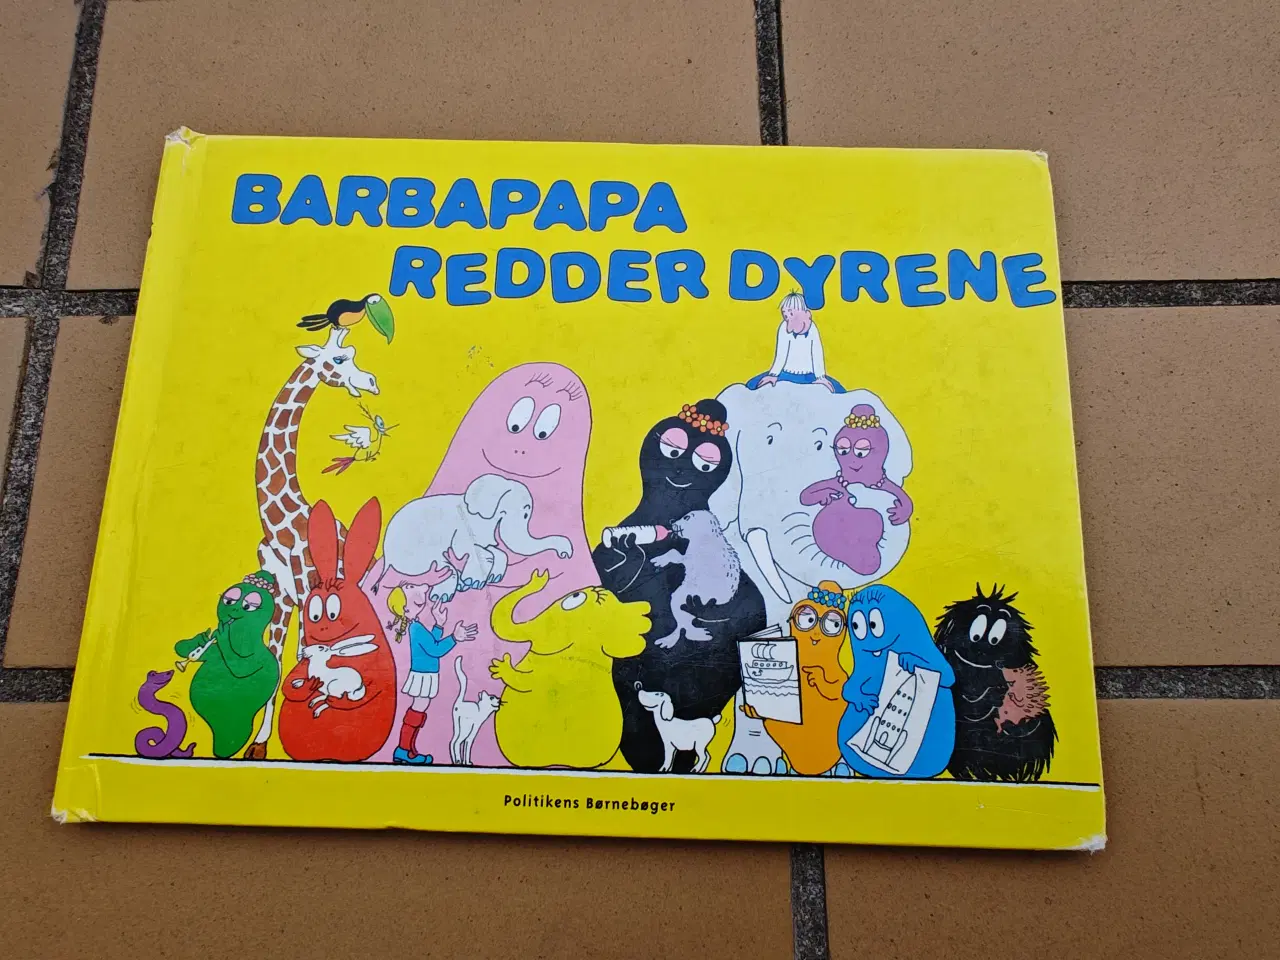 BARBAPAPA
REDDER DYRENE
Politikens Børnebøger